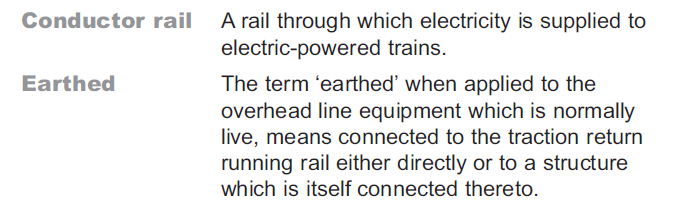 Conductor rail A rail through which electricity is supplied to
electric-powered trains.
Earthed The term ‘earthed’ when applied to the
overhead line equipment which is normally
live, means connected to the traction return
running rail either directly or to a structure
which is itself connected thereto.